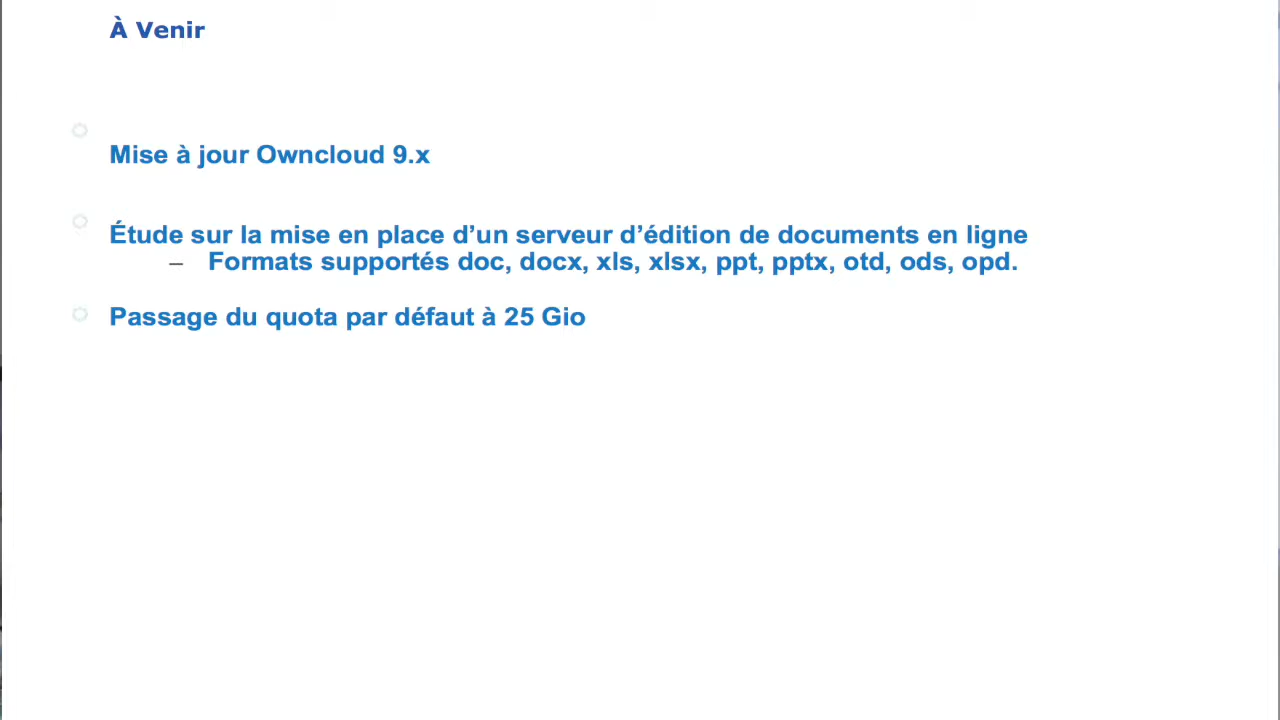 À Venir
Mise à jour Owncloud 9.x
Étude sur la mise en place d’un serveur d’édition de documents en ligne
– Formats supportés doc, docx, xls, xlsx, ppt, pptx, otd, ods, opd.
Passage du quota par défaut à 25 Gio